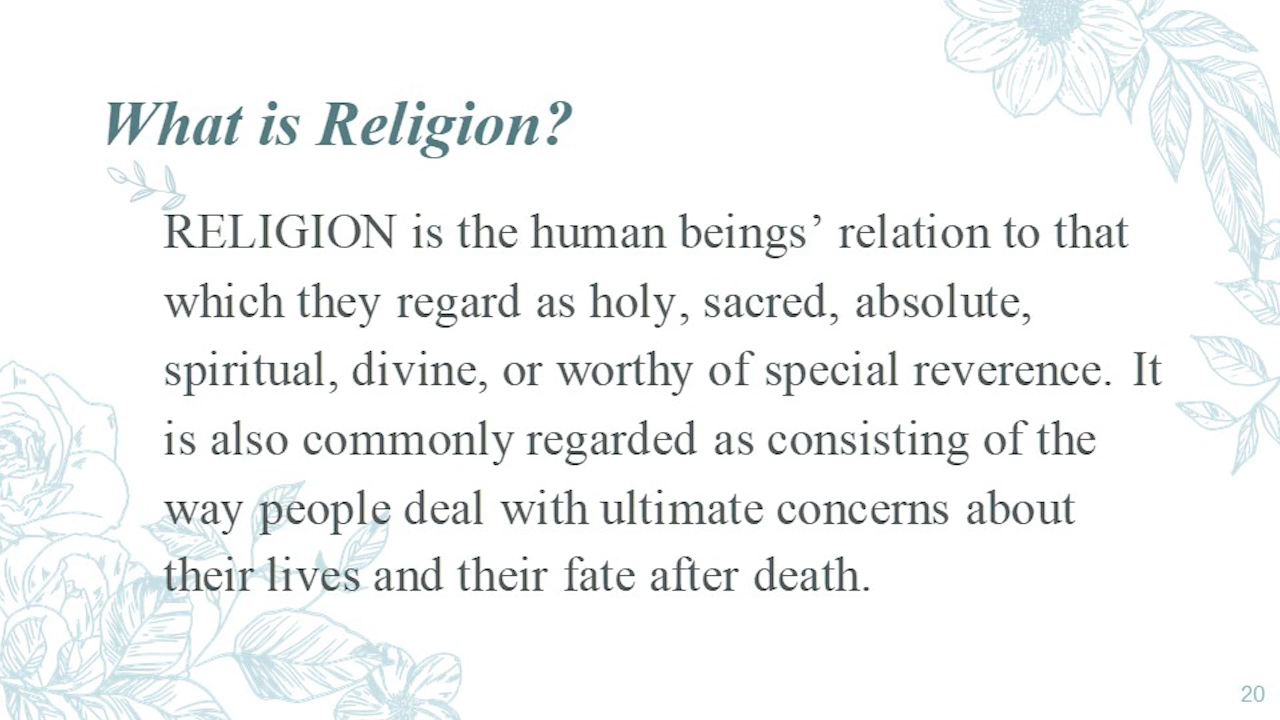 What is Religion?
RELIGION is the human beings’ relation to that
which they regard as holy, sacred, absolute,
spiritual, divine, or worthy of special reverence. It
is also commonly regarded as consisting of the
way people deal with ultimate concerns about
their lives and their fate after death.
20